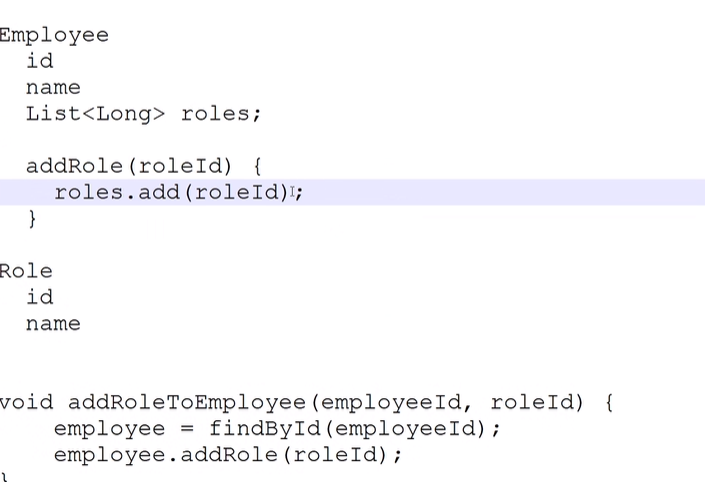 Employee
id
name
List<Long> roles;
addRole(roleId) {
roles.add(roleId);
}
Role
id
name
void addRoleToEmployee(employeeId, roleId) {
employee = findById(employeeId);
employee.addRole(roleId);
}